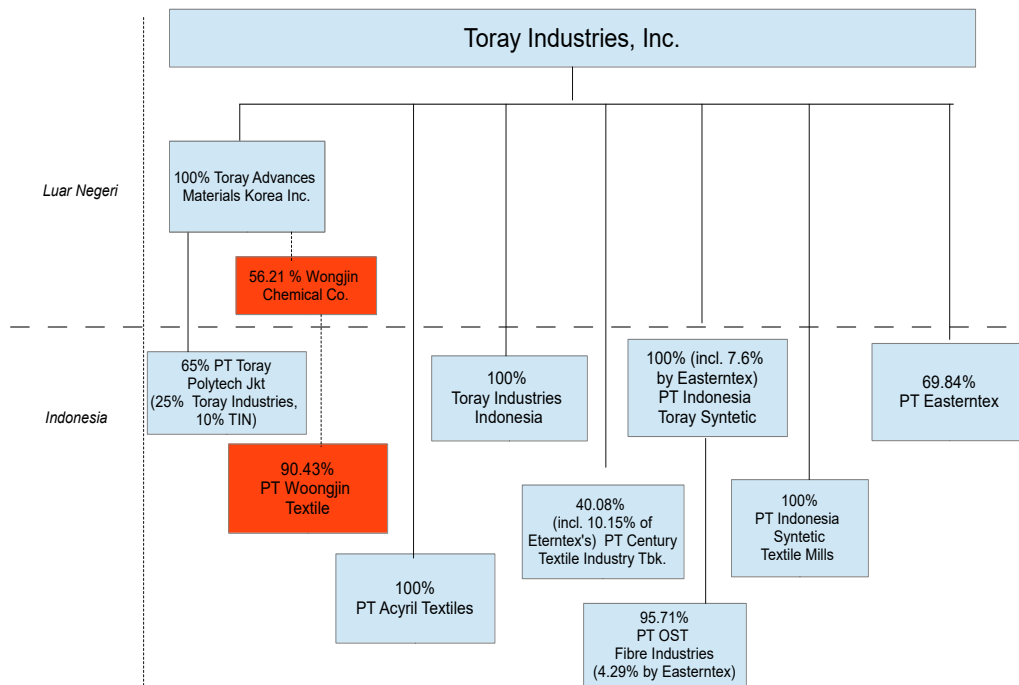 Toray Industries, Inc.
Luar Negeri
100% Toray Advances
Materials Korea Inc.
56.21 % Wongjin
Chemical Co.
Indonesia
65% PT Toray
Polytech Jkt
(25%  Toray Industries,
10% TIN)
90.43%
PT Woongjin
Textile
100%
PT Acyril Textiles
100%
Toray Industries
Indonesia
40.08%
(incl. 10.15% of
Eterntex's)  PT Century
Textile Industry Tbk.
100% (incl. 7.6%
by Easterntex)
PT Indonesia
Toray Syntetic
95.71%
PT OST
Fibre Industries
(4.29% by Easterntex)
100%
PT Indonesia
Syntetic
Textile Mills
69.84%
PT Easterntex